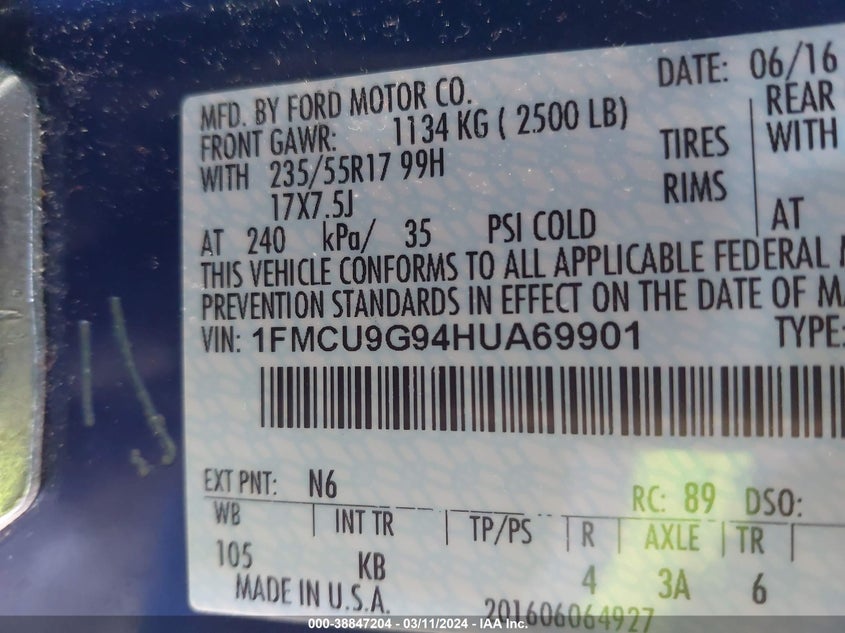 DATE: 06/16
MFD. BY FORD MOTOR CO.
FRONT GAWR: 1134 KG ( 2500 LB) REAR
WITH 235/55R17 99H TIRES WITH
17X7.5J RIMS
AT 240 kPa/ 35 PSI COLD AT
THIS VEHICLE CONFORMS TO ALL APPLICABLE FEDERAL
PREVENTION STANDARDS IN EFFECT ON THE DATE OF
VIN: 1FMCU9G94HUA69901 TYPE:
EXT PNT: N6 RC: 89 DSO:
WB | INT TR | TP/PS | R | AXLE | TR |
105 KB 4 3A 6
MADE IN U.S.A. 201606064927
000-38847204 - 03/11/2024 - IAA Inc.